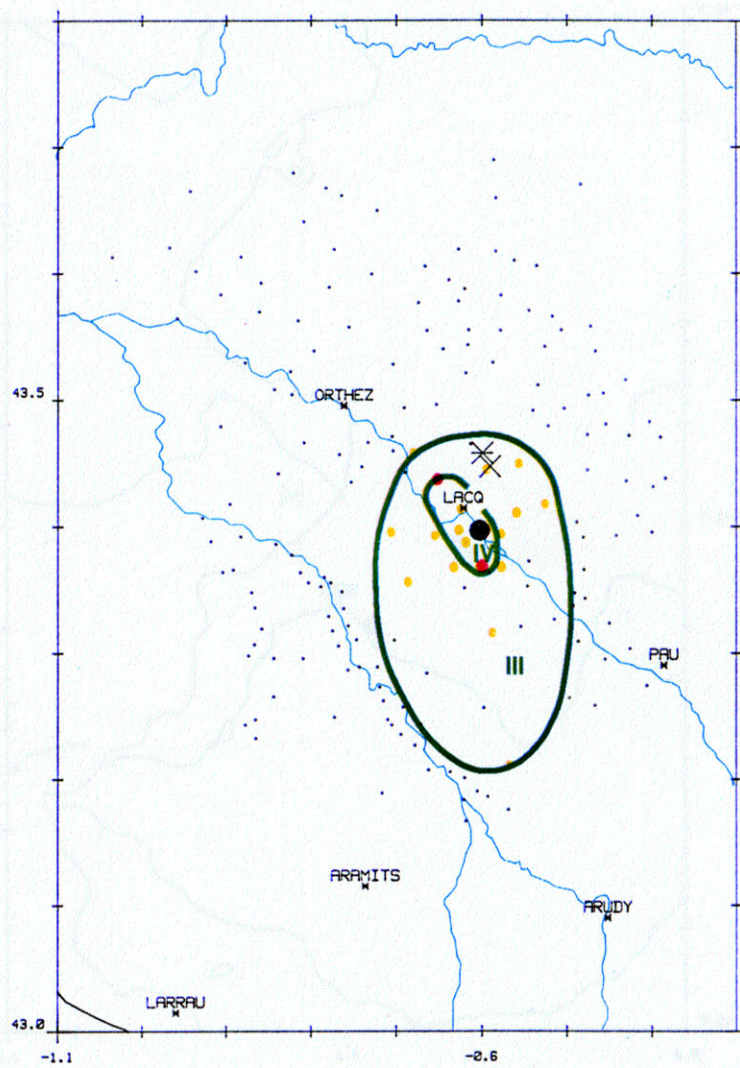 ORTHEZ
43.5
LACQ
IV
III
PAU
ARAMITS
ARUDY
LARRAU
43.0
-1.1
-0.6